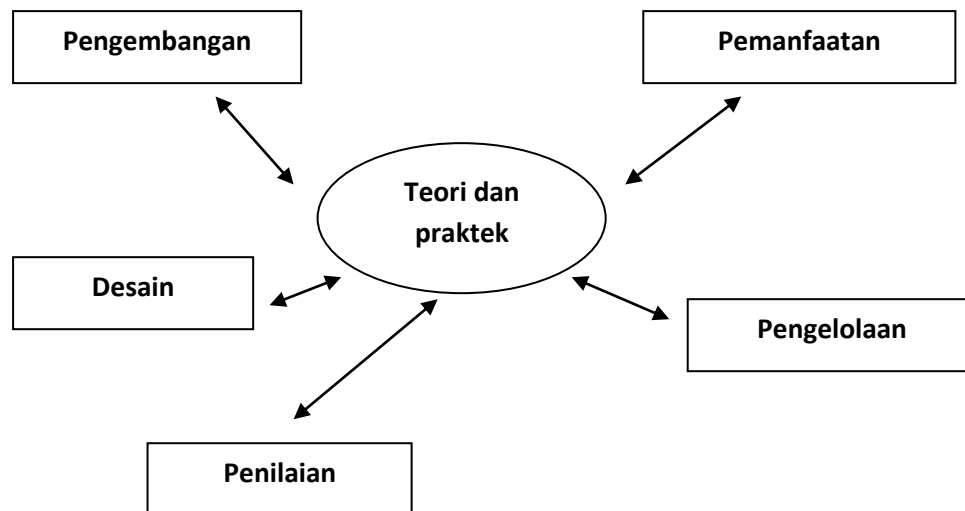 Pengembangan
Pemanfaatan
Teori dan
praktek
Desain
Pengelolaan
Penilaian